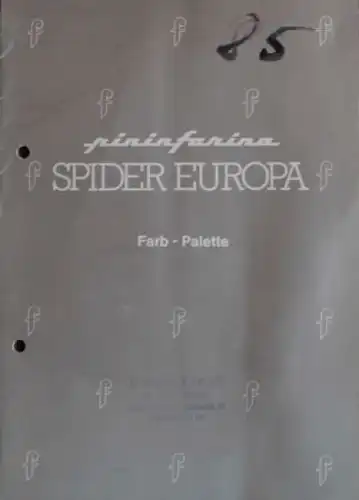 85
pininfarina
SPIDER EUROPA
Farb - Palette